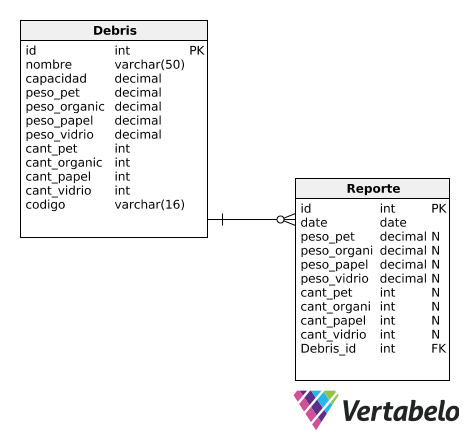 Debris
id int PK
nombre varchar(50)
capacidad decimal
peso_pet decimal
peso_organic decimal
peso_papel decimal
peso_vidrio decimal
cant_pet int
cant_organic int
cant_papel int
cant_vidrio int
codigo varchar(16)
Reporte
id int PK
date date
peso_pet decimal N
peso_organi decimal N
peso_papel decimal N
peso_vidrio decimal N
cant_pet int N
cant_organi int N
cant_papel int N
cant_vidrio int N
Debris_id int FK
Vertabelo